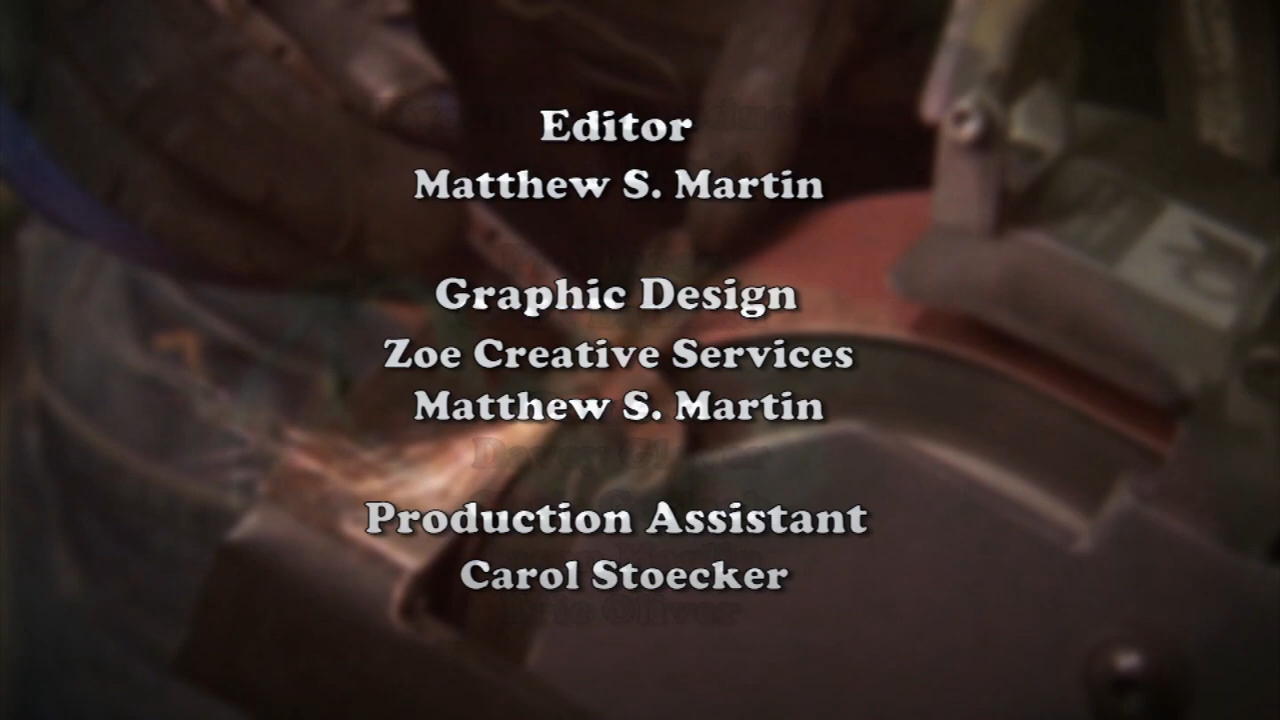 Editor
Matthew S. Martin
Graphic Design
Zoe Creative Services
Matthew S. Martin
Production Assistant
Carol Stoecker